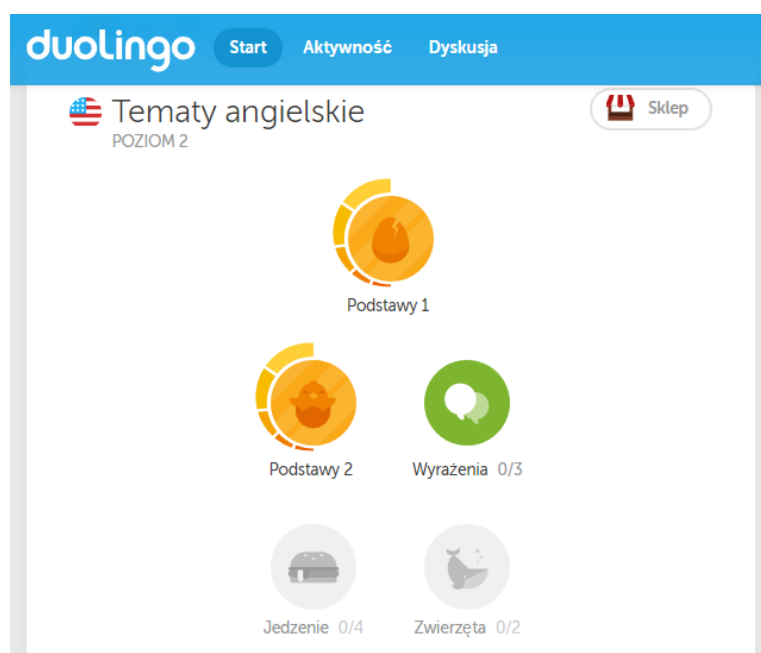 duolingo Start Aktywność Dyskusja
Tematy angielskie
POZIOM 2
Sklep
Podstawy 1
Podstawy 2
Wyrażenia 0/3
Jedzenie 0/4
Zwierzęta 0/2